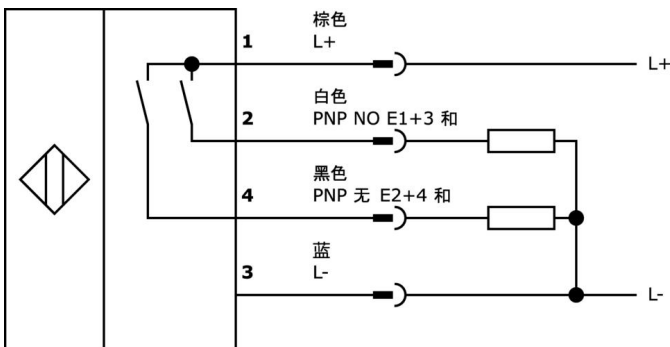 棕色
1 L+
L+
白色
2 PNP NO E1+3 和
黑色
4 PNP 无 E2+4 和
蓝
3 L-
L-